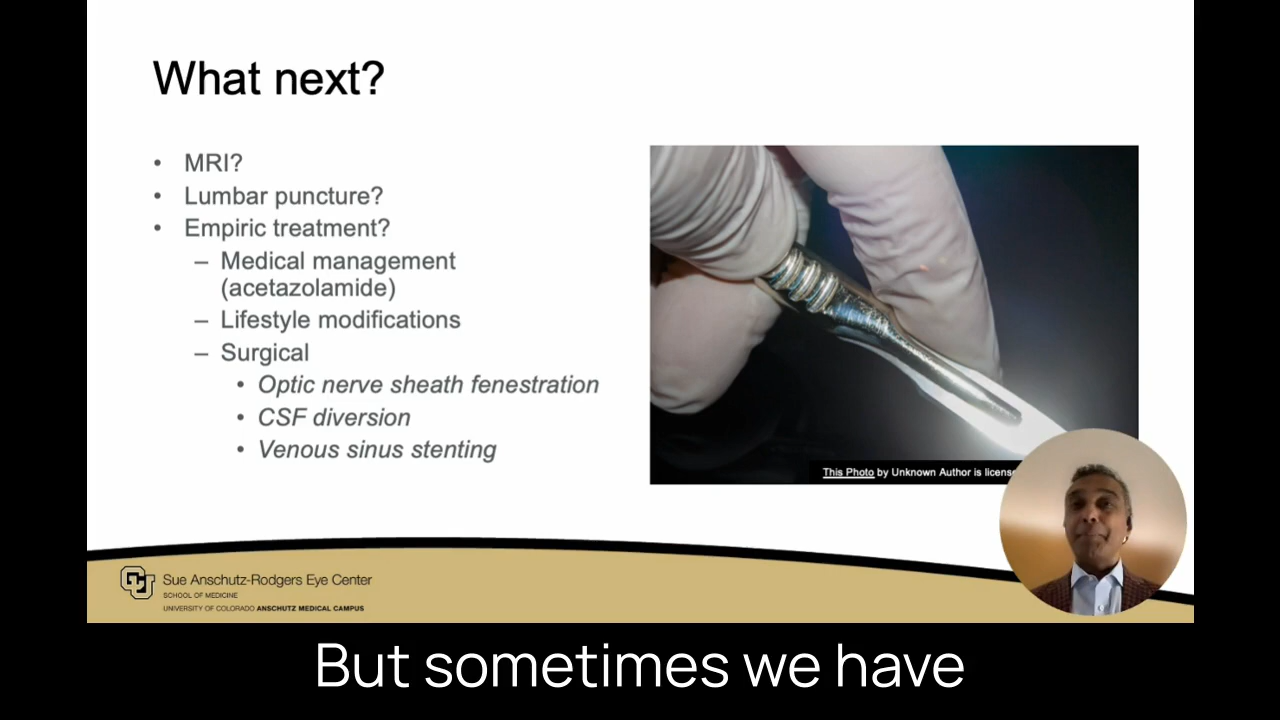 What next?
• MRI?
• Lumbar puncture?
• Empiric treatment?
– Medical management
(acetazolamide)
– Lifestyle modifications
– Surgical
• Optic nerve sheath fenestration
• CSF diversion
• Venous sinus stenting
This Photo by Unknown Author is license
Sue Anschutz-Rodgers Eye Center
SCHOOL OF MEDICINE
UNIVERSITY OF COLORADO ANSCHUTZ MEDICAL CAMPUS
But sometimes we have